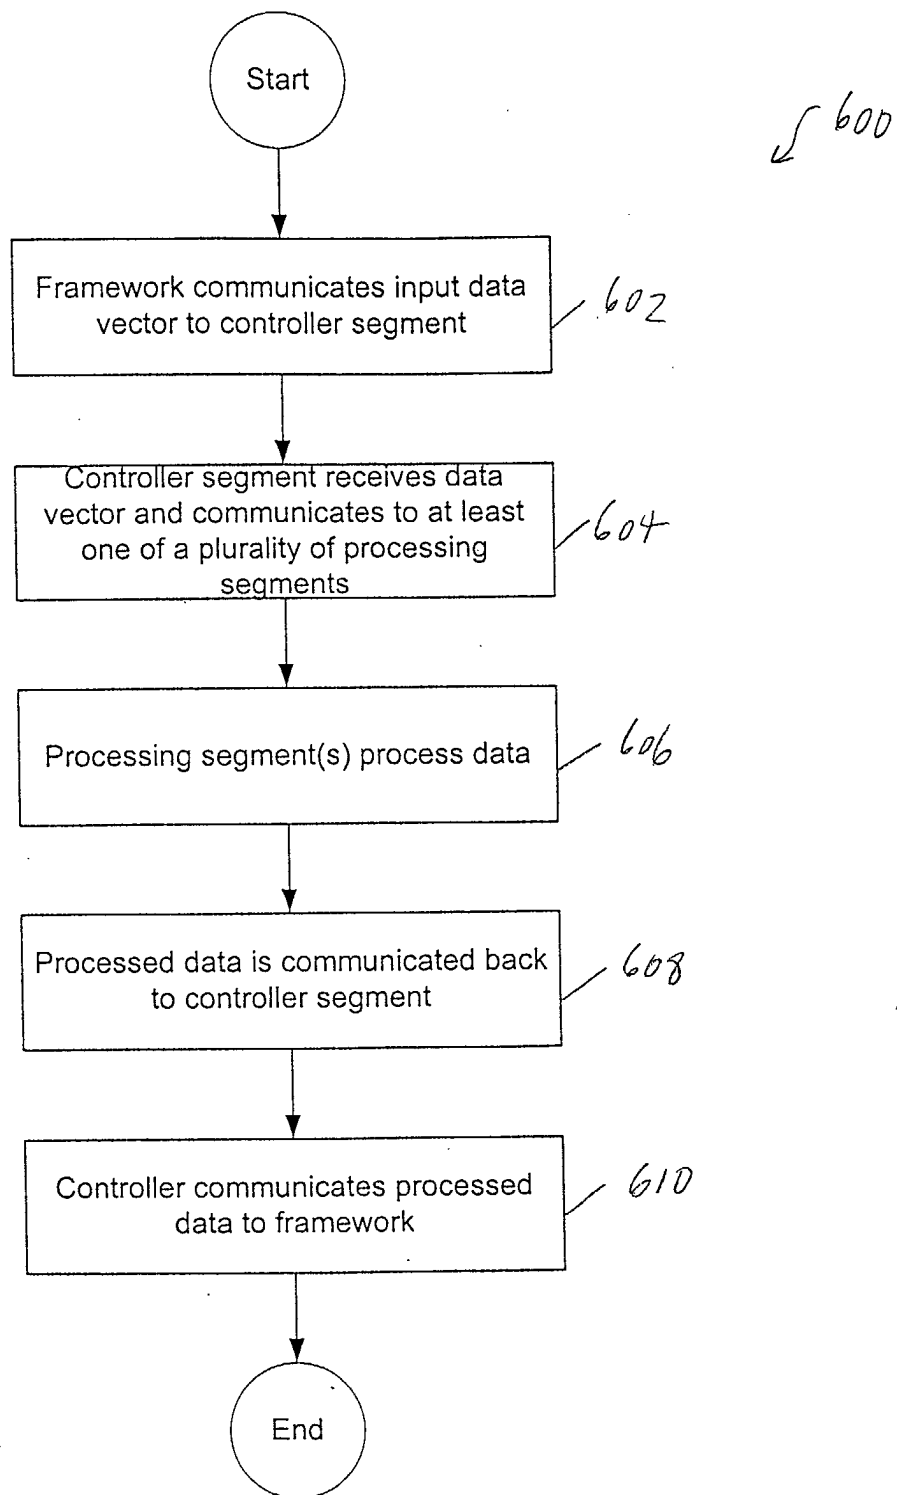 Start
600
Framework communicates input data
vector to controller segment
602
Controller segment receives data
vector and communicates to at least
one of a plurality of processing
segments
604
Processing segment(s) process data
606
Processed data is communicated back
to controller segment
608
Controller communicates processed
data to framework
610
End